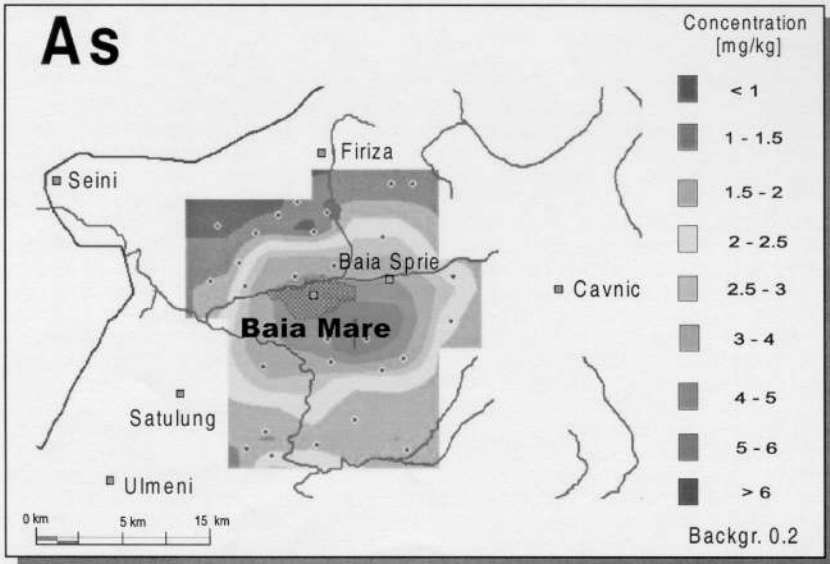 As
Concentration
[mg/kg]
< 1
1 - 1.5
1.5 - 2
2 - 2.5
2.5 - 3
3 - 4
4 - 5
5 - 6
> 6
Backgr. 0.2
Firiza
Seini
Baia Sprie
Cavnic
Baia Mare
Satulung
Ulmeni
0 km 5 km 15 km